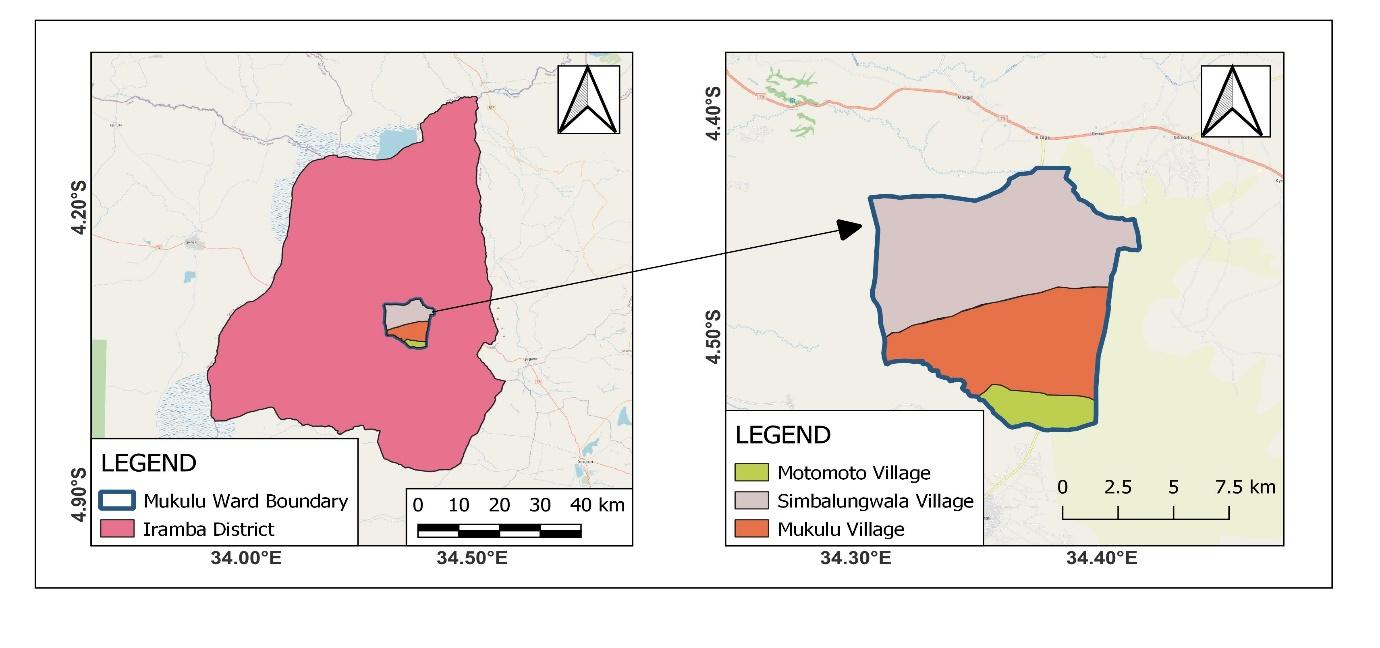 4.20°S
4.90°S
LEGEND
Mukulu Ward Boundary
Iramba District
0 10 20 30 40 km
34.00°E 34.50°E
4.40°S
4.50°S
LEGEND
Motomoto Village
Simbalungwala Village
Mukulu Village
0 2.5 5 7.5 km
34.30°E 34.40°E